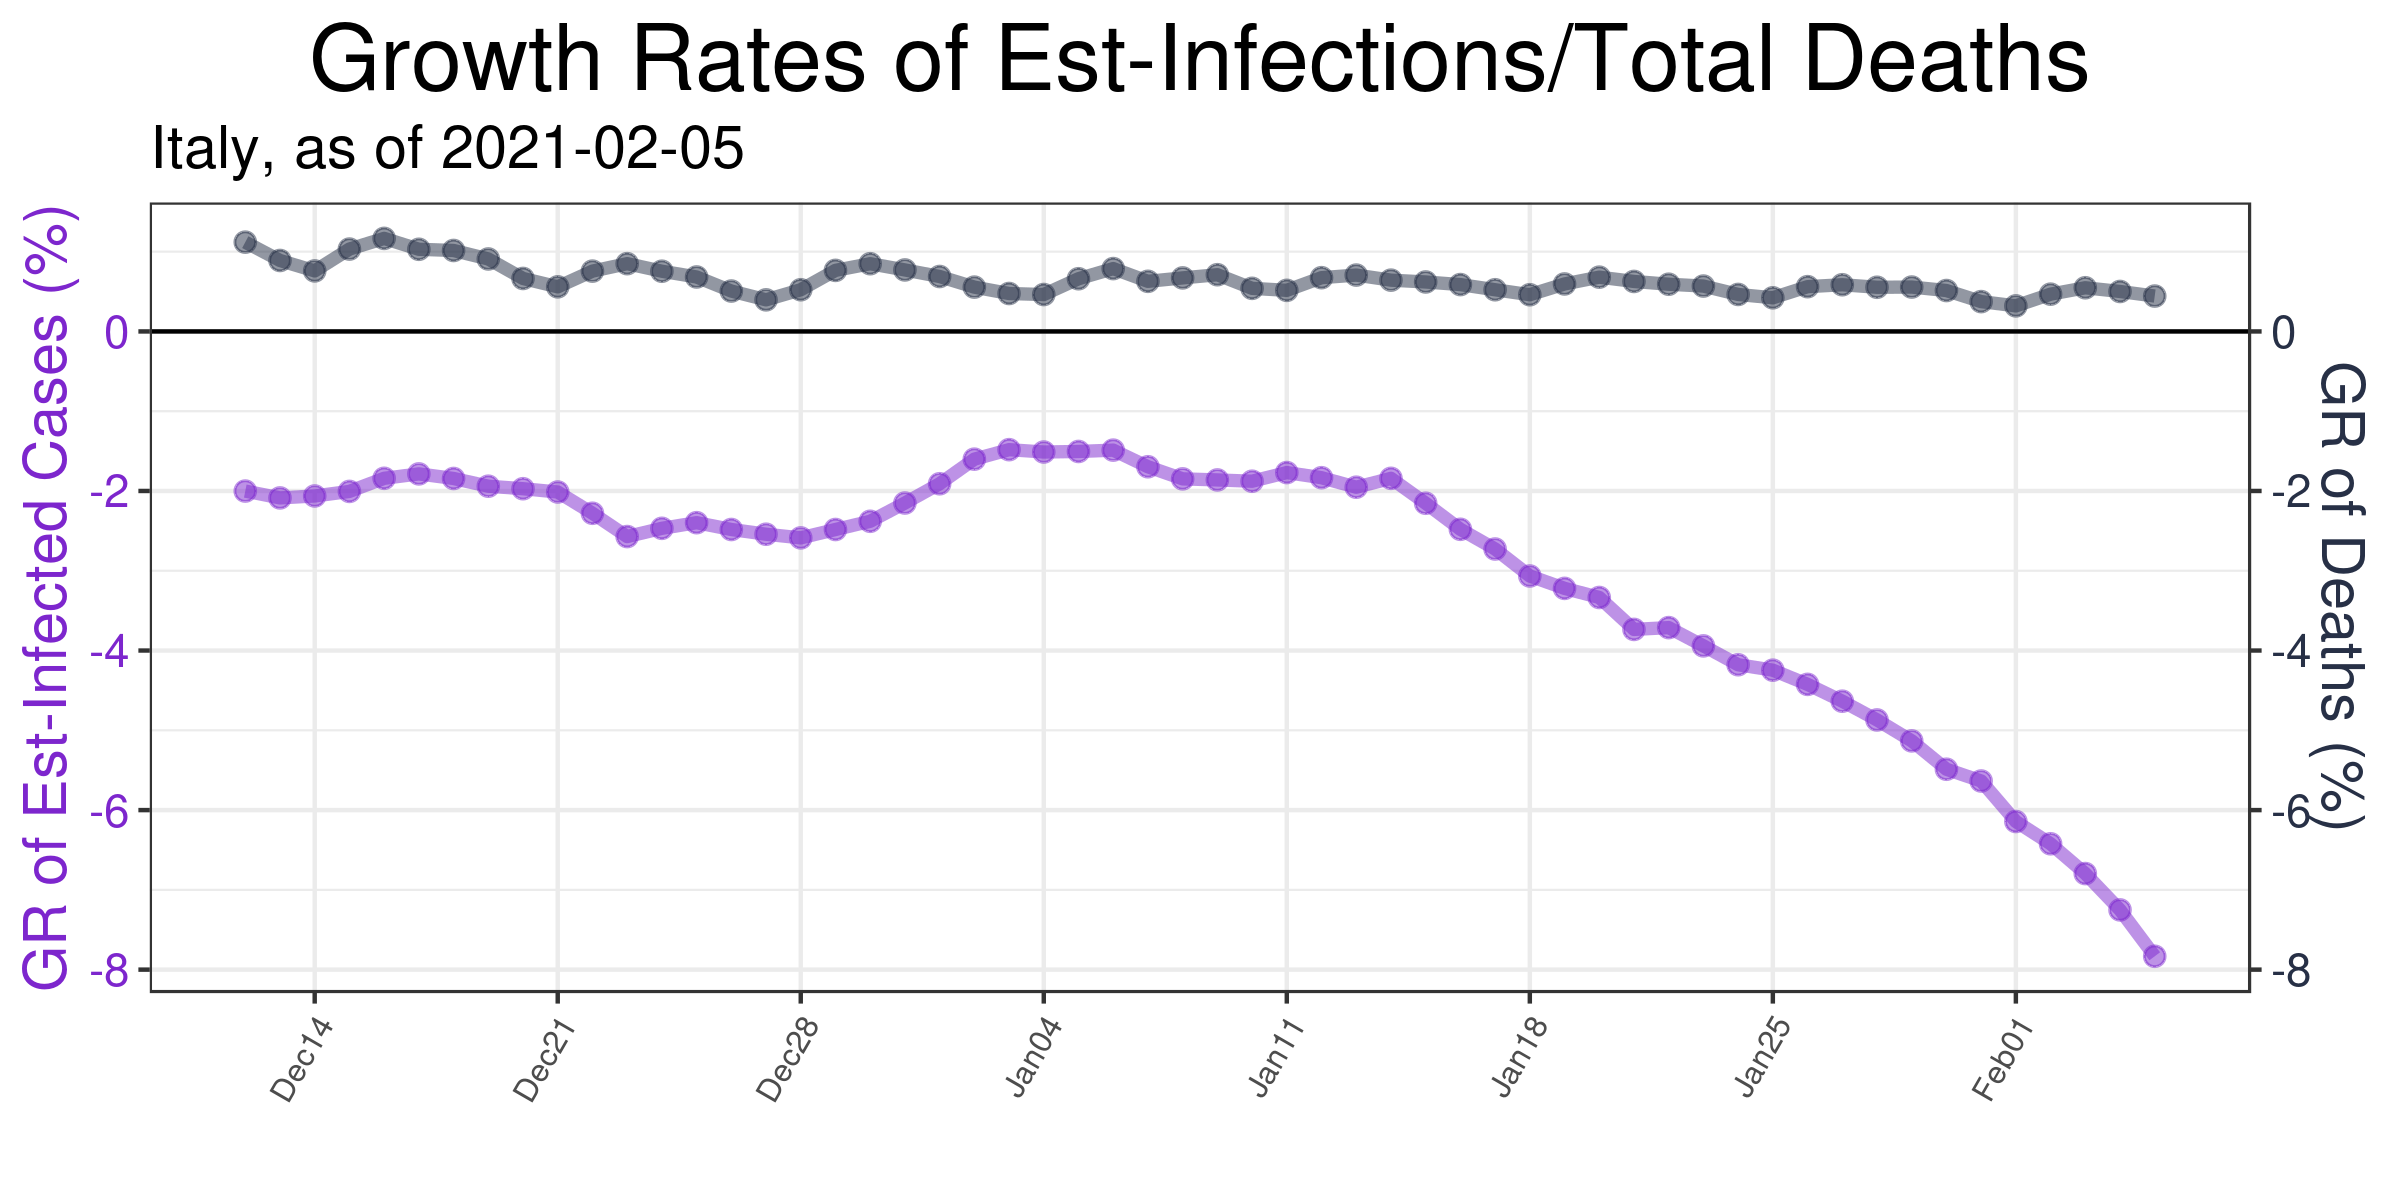 Growth Rates of Est-Infections/Total Deaths
Italy, as of 2021-02-05
GR of Est-Infected Cases (%)
0
-2
-4
-6
-8
0
-2
-4
-6
-8
GR of Deaths (%)
Dec14
Dec21
Dec28
Jan04
Jan11
Jan18
Jan25
Feb01